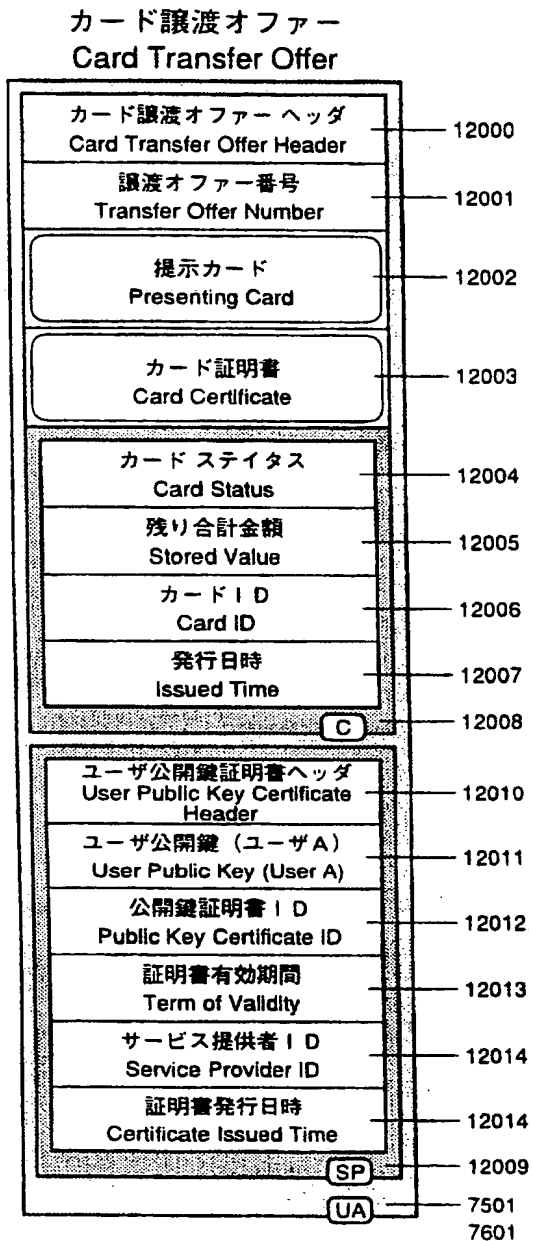 カード譲渡オファー
Card Transfer Offer
カード譲渡オファー ヘッダ
Card Transfer Offer Header
12000
譲渡オファー番号
Transfer Offer Number
12001
提示カード
Presenting Card
12002
カード証明書
Card Certificate
12003
カード ステイタス
Card Status
12004
残り合計金額
Stored Value
12005
カードID
Card ID
12006
発行日時
Issued Time
12007
C
12008
ユーザ公開鍵証明書ヘッダ
User Public Key Certificate
Header
12010
ユーザ公開鍵（ユーザA）
User Public Key (User A)
12011
公開鍵証明書ID
Public Key Certificate ID
12012
証明書有効期間
Term of Validity
12013
サービス提供者ID
Service Provider ID
12014
証明書発行日時
Certificate Issued Time
12014
SP
12009
UA
7501
7601